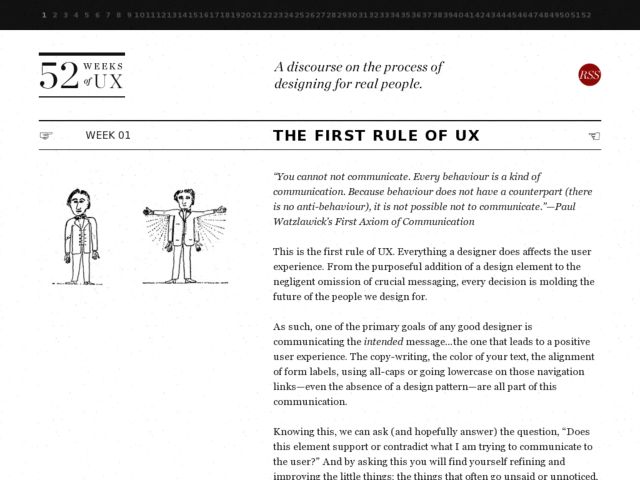 1 2 3 4 5 6 7 8 9 10 11 12 13 14 15 16 17 18 19 20 21 22 23 24 25 26 27 28 29 30 31 32 33 34 35 36 37 38 39 40 41 42 43 44 45 46 47 48 49 50 51 52
52 WEEKS of UX
A discourse on the process of
designing for real people.
RSS
WEEK 01
THE FIRST RULE OF UX
“You cannot not communicate. Every behaviour is a kind of
communication. Because behaviour does not have a counterpart (there
is no anti-behaviour), it is not possible not to communicate.”—Paul
Watzlawick’s First Axiom of Communication
This is the first rule of UX. Everything a designer does affects the user
experience. From the purposeful addition of a design element to the
negligent omission of crucial messaging, every decision is molding the
future of the people we design for.
As such, one of the primary goals of any good designer is
communicating the intended message...the one that leads to a positive
user experience. The copy-writing, the color of your text, the alignment
of form labels, using all-caps or going lowercase on those navigation
links—even the absence of a design pattern—are all part of this
communication.
Knowing this, we can ask (and hopefully answer) the question, “Does
this element support or contradict what I am trying to communicate to
the user?” And by asking this you will find yourself refining and
improving the little things; the things that often go unsaid or unnoticed.